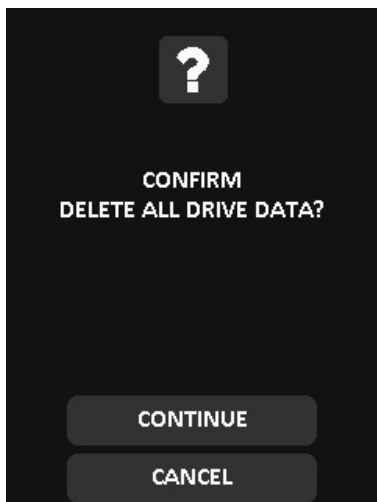 ?
CONFIRM
DELETE ALL DRIVE DATA?
CONTINUE
CANCEL